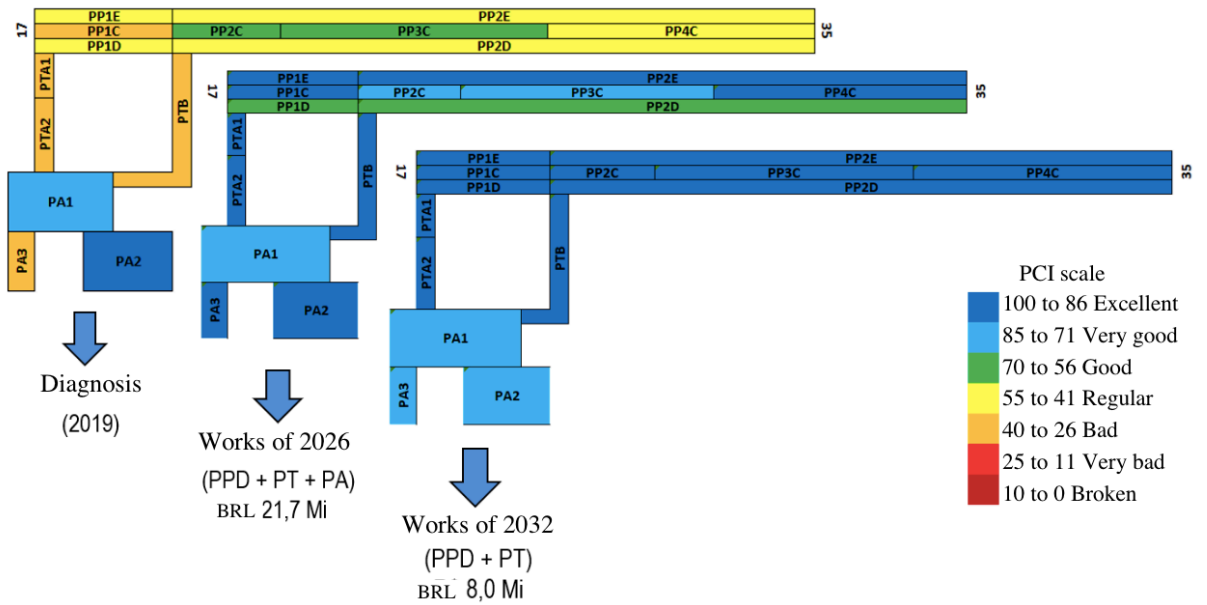 17
PP1E
PP2E
PP1C
PP2C
PP3C
PP4C
35
PP1D
PP2D
PTA1
PTA2
PTB
PA1
PA3
PA2
Diagnosis
(2019)
17
PP1E
PP2E
PP1C
PP2C
PP3C
PP4C
35
PP1D
PP2D
PTA1
PTA2
PTB
PA1
PA3
PA2
Works of 2026
(PPD + PT + PA)
BRL 21,7 Mi
17
PP1E
PP2E
PP1C
PP2C
PP3C
PP4C
35
PP1D
PP2D
PTA1
PTA2
PTB
PA1
PA3
PA2
Works of 2032
(PPD + PT)
BRL 8,0 Mi
PCI scale
100 to 86 Excellent
85 to 71 Very good
70 to 56 Good
55 to 41 Regular
40 to 26 Bad
25 to 11 Very bad
10 to 0 Broken